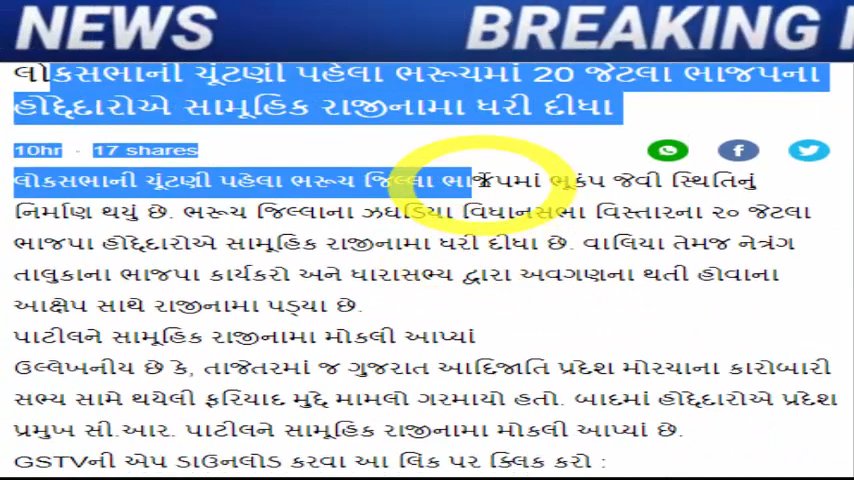 NEWS BREAKING
લોકસભાની ચૂંટણી પહેલા ભરૂચમાં 20 જેટલા ભાજપના
હોદ્દેદારોએ સામૂહિક રાજીનામા ધરી દીધા
10hr · 17 shares
લોકસભાની ચૂંટણી પહેલા ભરૂચ જિલ્લા ભાજપમાં ભૂકંપ જેવી સ્થિતિનું
નિર્માણ થયું છે. ભરૂચ જિલ્લાના ઝઘડિયા વિધાનસભા વિસ્તારના ૨૦ જેટલા
ભાજપા હોદ્દેદારોએ સામૂહિક રાજીનામા ધરી દીધા છે. વાલિયા તેમજ નેત્રંગ
તાલુકાના ભાજપા કાર્યકરો અને ધારાસભ્ય દ્વારા અવગણના થતી હોવાના
આક્ષેપ સાથે રાજીનામા પડ્યા છે.
પાટીલને સામૂહિક રાજીનામા મોકલી આપ્યાં
ઉલ્લેખનીય છે કે, તાજેતરમાં જ ગુજરાત આદિજાતિ પ્રદેશ મોરચાના કારોબારી
સભ્ય સામે થયેલી ફરિયાદ મુદ્દે મામલો ગરમાયો હતો. બાદમાં હોદ્દેદારોએ પ્રદેશ
પ્રમુખ સી.આર. પાટીલને સામૂહિક રાજીનામા મોકલી આપ્યાં છે.
GSTVની એપ ડાઉનલોડ કરવા આ લિંક પર ક્લિક કરો :